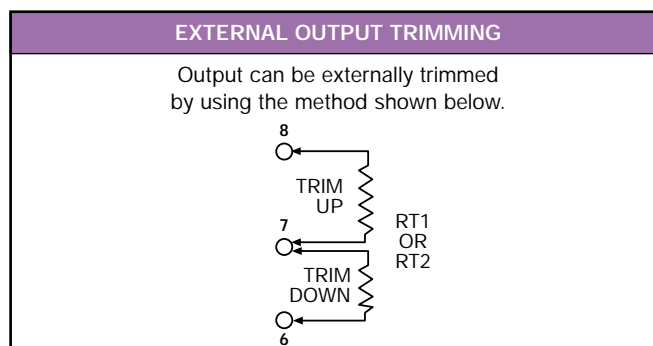 EXTERNAL OUTPUT TRIMMING
Output can be externally trimmed
by using the method shown below.
8
TRIM
UP
7
RT1
OR
RT2
TRIM
DOWN
6